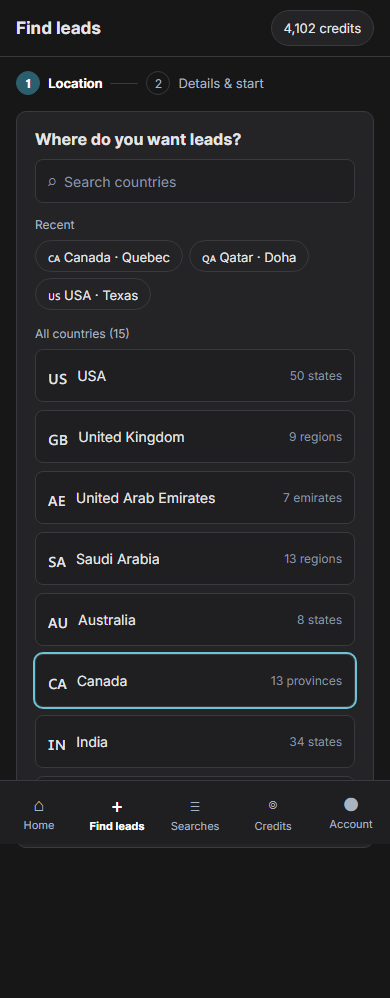 Find leads
4,102 credits
1 Location
2 Details & start
Where do you want leads?
Search countries
Recent
CA Canada · Quebec
QA Qatar · Doha
US USA · Texas
All countries (15)
US USA 50 states
GB United Kingdom 9 regions
AE United Arab Emirates 7 emirates
SA Saudi Arabia 13 regions
AU Australia 8 states
CA Canada 13 provinces
IN India 34 states
Home
Find leads
Searches
Credits
Account